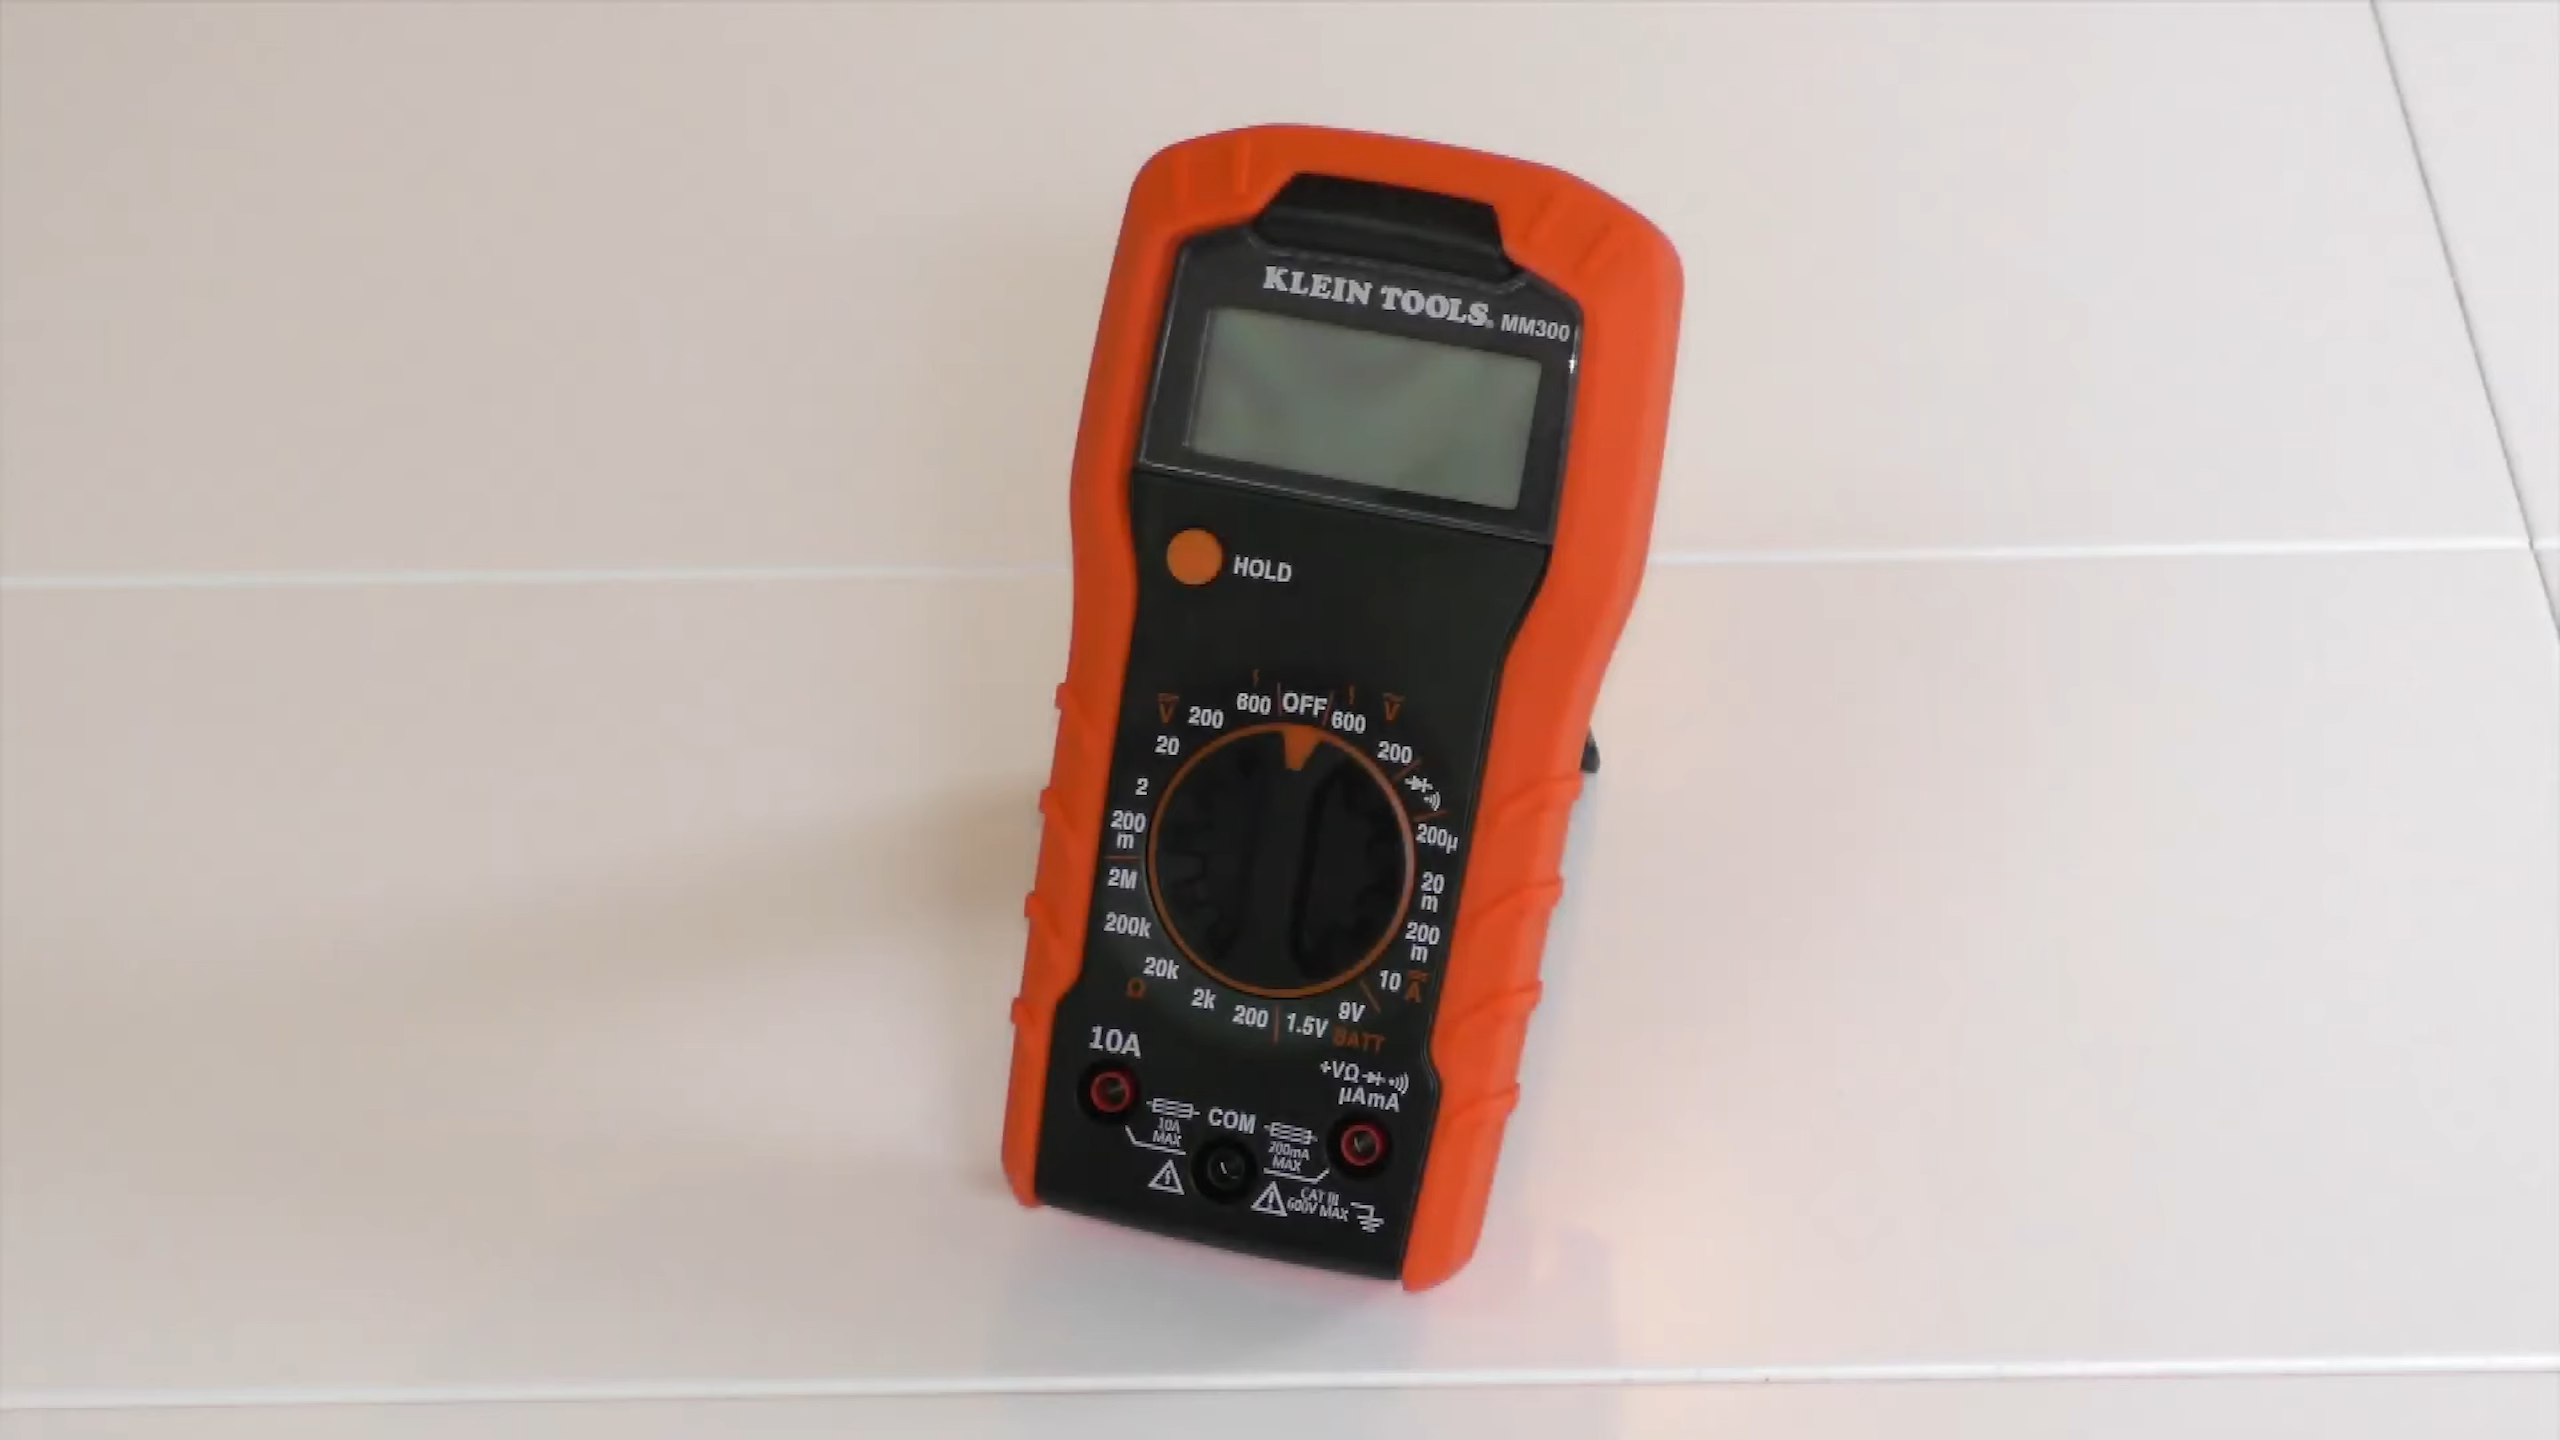 KLEIN TOOLS® MM300
HOLD
V 200 600 OFF 600 V
20 200
2
200 m 200µ
2M 20 m
200k 200 m
20k 10 A
Ω 2k 200 1.5V 9V
BATT
10A
+VΩ
µAmA
COM
10A
MAX
200mA
MAX
CAT III
600V MAX